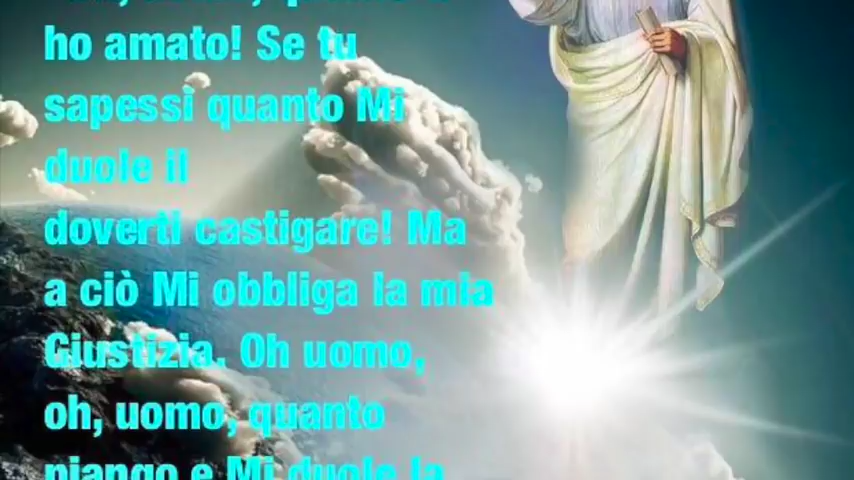 ho amato! Se tu
sapessi quanto Mi
duole il
doverti castigare! Ma
a ciò Mi obbliga la mia
Giustizia. Oh uomo,
oh, uomo, quanto
piango e Mi duole la